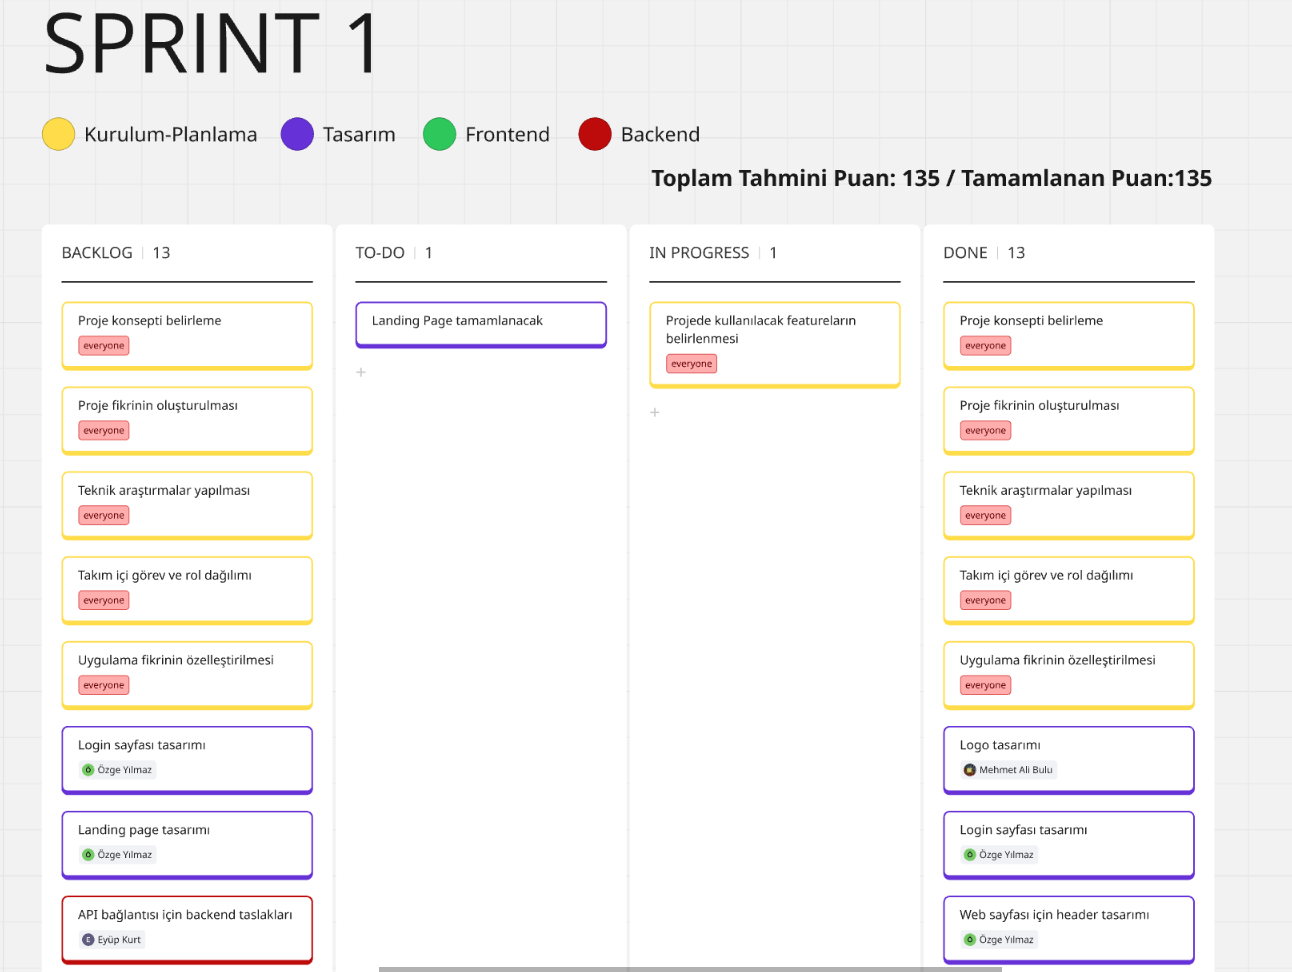 SPRINT 1
Kurulum-Planlama Tasarım Frontend Backend
Toplam Tahmini Puan: 135 / Tamamlanan Puan:135
BACKLOG 13
Proje konsepti belirleme
everyone
Proje fikrinin oluşturulması
everyone
Teknik araştırmalar yapılması
everyone
Takım içi görev ve rol dağılımı
everyone
Uygulama fikrinin özelleştirilmesi
everyone
Login sayfası tasarımı
Ö Özge Yılmaz
Landing page tasarımı
Ö Özge Yılmaz
API bağlantısı için backend taslakları
E Eyüp Kurt
TO-DO 1
Landing Page tamamlanacak
+
IN PROGRESS 1
Projede kullanılacak featureların
belirlenmesi
everyone
+
DONE 13
Proje konsepti belirleme
everyone
Proje fikrinin oluşturulması
everyone
Teknik araştırmalar yapılması
everyone
Takım içi görev ve rol dağılımı
everyone
Uygulama fikrinin özelleştirilmesi
everyone
Logo tasarımı
Mehmet Ali Bulu
Login sayfası tasarımı
Ö Özge Yılmaz
Web sayfası için header tasarımı
Ö Özge Yılmaz